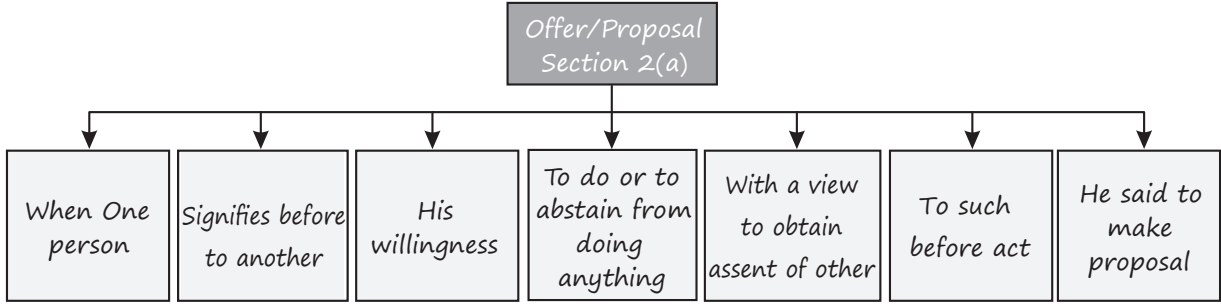 Offer/Proposal
Section 2(a)
When One
person
Signifies before
to another
His
willingness
To do or to
abstain from
doing
anything
With a view
to obtain
assent of other
To such
before act
He said to
make
proposal